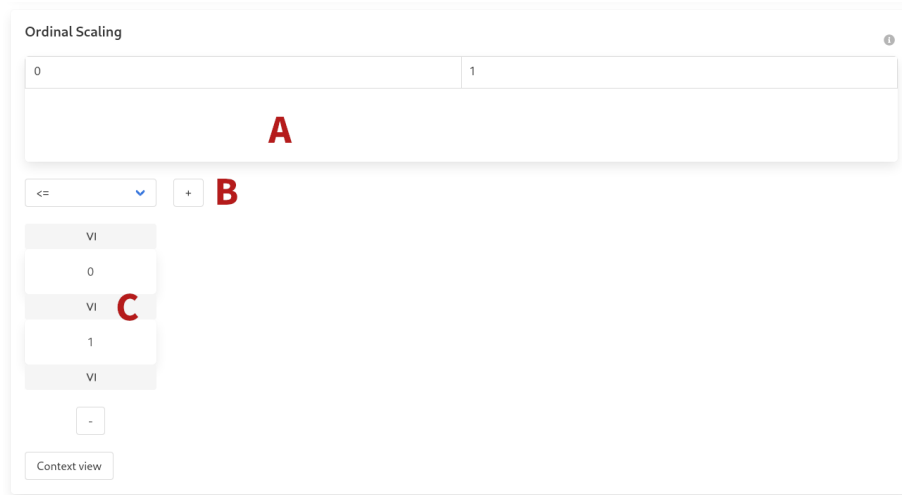 Ordinal Scaling
0 1
A
<= + B
VI
0
VI C
1
VI
-
Context view